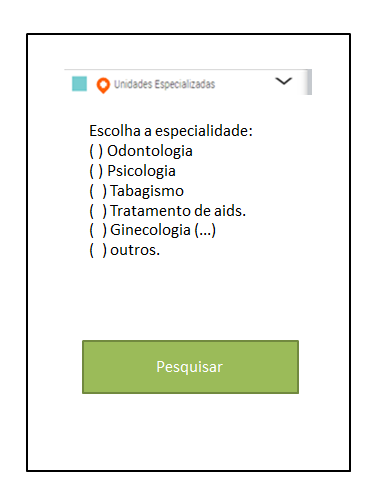 Unidades Especializadas
Escolha a especialidade:
( ) Odontologia
( ) Psicologia
( ) Tabagismo
( ) Tratamento de aids.
( ) Ginecologia (...)
( ) outros.
Pesquisar